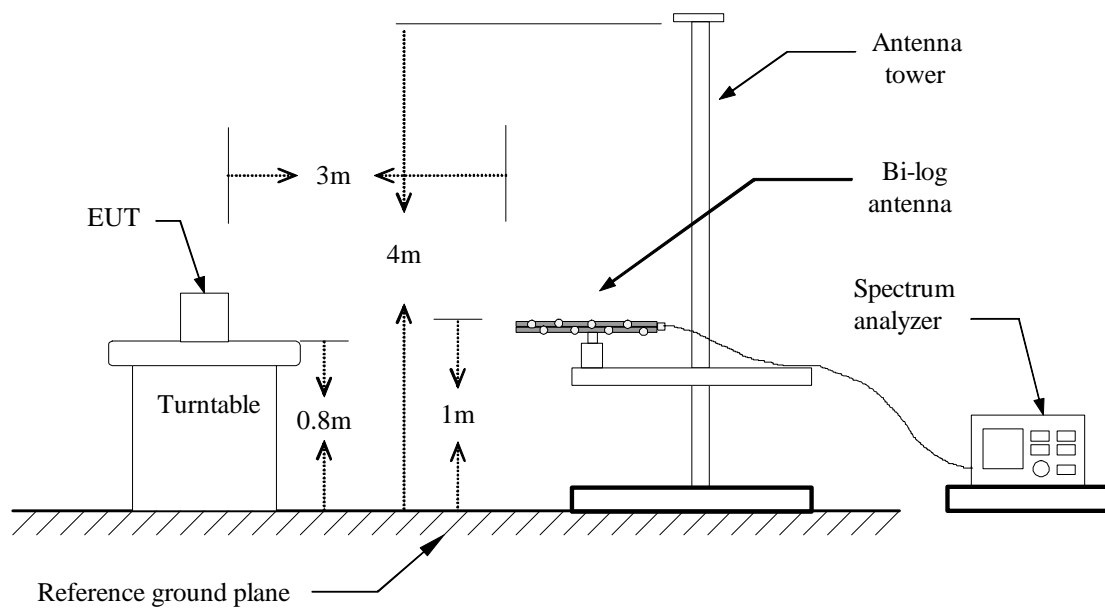 Antenna
tower
3m
Bi-log
antenna
EUT
4m
Spectrum
analyzer
Turntable
0.8m
1m
Reference ground plane